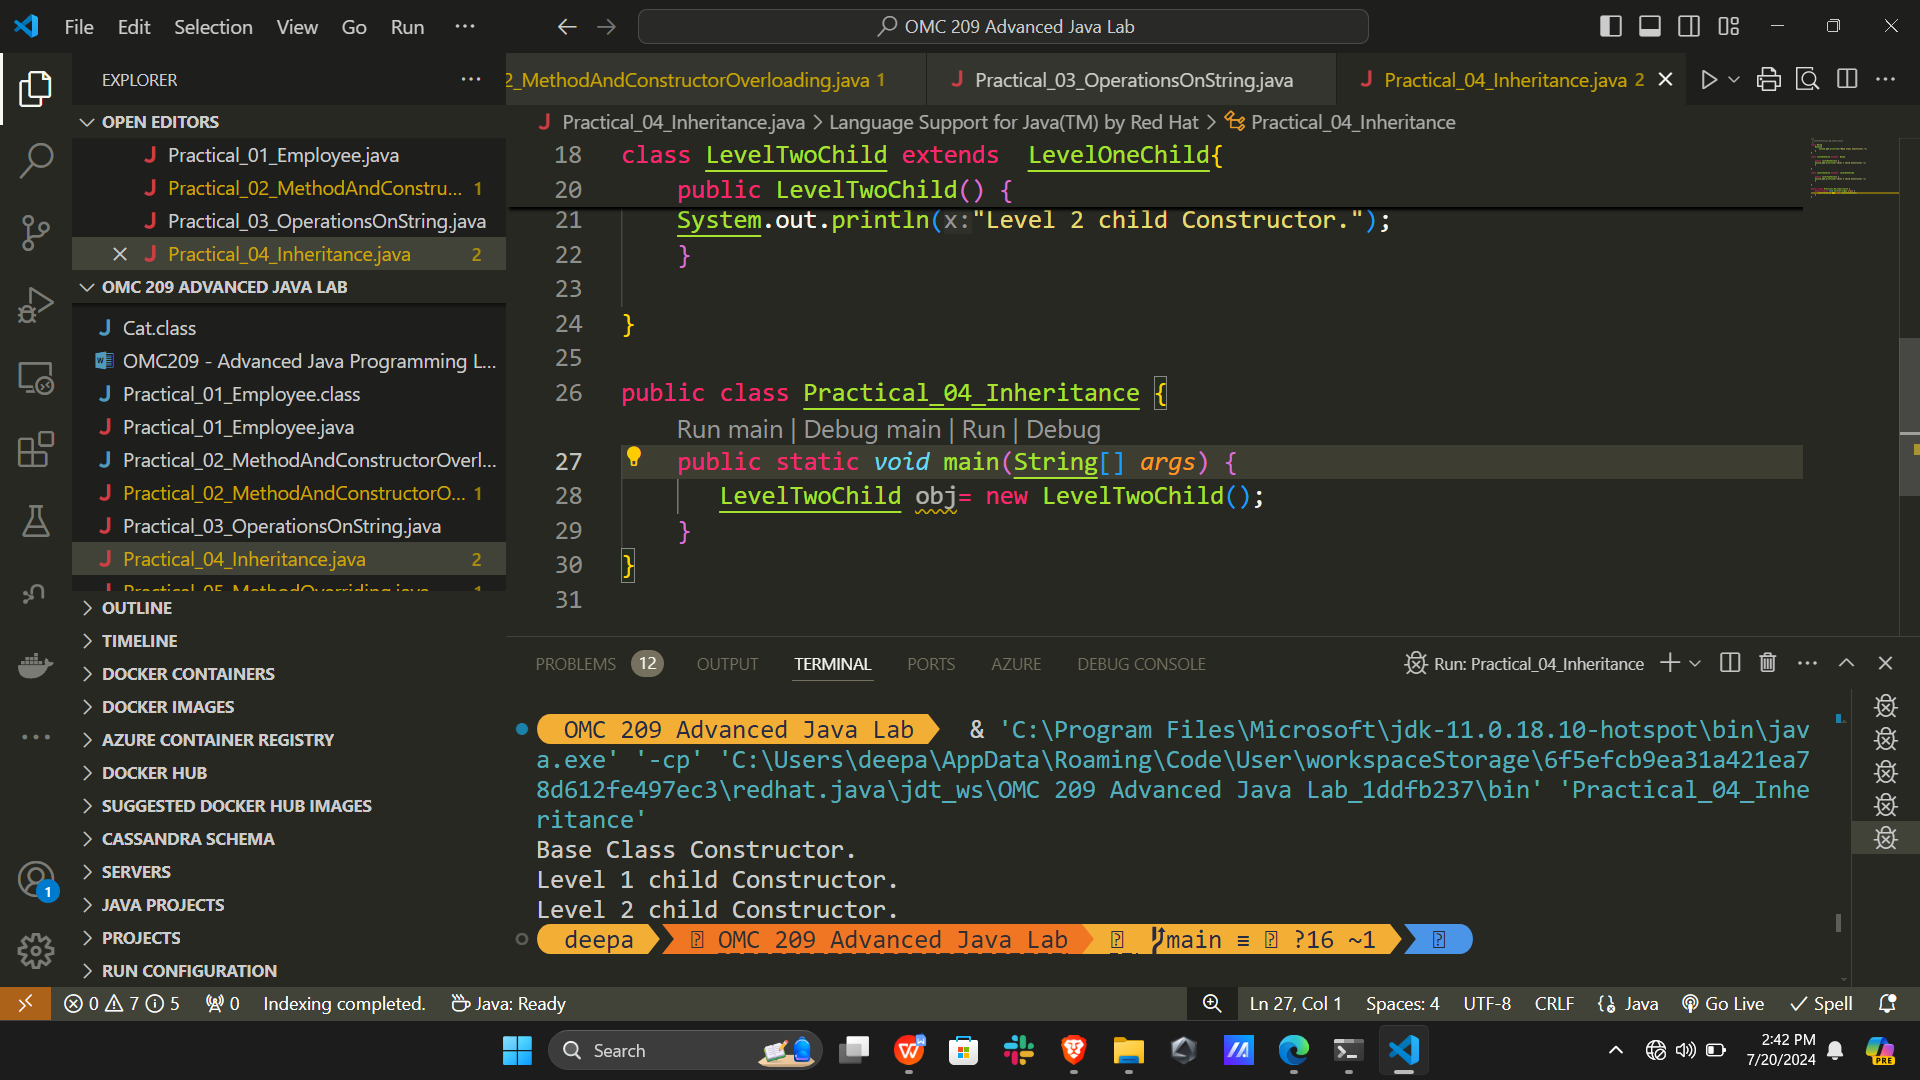 File Edit Selection View Go Run ···
OMC 209 Advanced Java Lab
EXPLORER
OPEN EDITORS
Practical_01_Employee.java
Practical_02_MethodAndConstru... 1
Practical_03_OperationsOnString.java
Practical_04_Inheritance.java 2
OMC 209 ADVANCED JAVA LAB
Cat.class
OMC209 - Advanced Java Programming L...
Practical_01_Employee.class
Practical_01_Employee.java
Practical_02_MethodAndConstructorOverl...
Practical_02_MethodAndConstructorO... 1
Practical_03_OperationsOnString.java
Practical_04_Inheritance.java 2
Practical_05_MethodOverriding.java 1
OUTLINE
TIMELINE
DOCKER CONTAINERS
DOCKER IMAGES
AZURE CONTAINER REGISTRY
DOCKER HUB
SUGGESTED DOCKER HUB IMAGES
CASSANDRA SCHEMA
SERVERS
JAVA PROJECTS
PROJECTS
RUN CONFIGURATION
1
2_MethodAndConstructorOverloading.java 1
Practical_03_OperationsOnString.java
Practical_04_Inheritance.java 2
Practical_04_Inheritance.java > Language Support for Java(TM) by Red Hat > Practical_04_Inheritance
18 class LevelTwoChild extends  LevelOneChild{
20 public LevelTwoChild() {
21 System.out.println(x:"Level 2 child Constructor.");
22 }
23
24 }
25
26 public class Practical_04_Inheritance {
Run main | Debug main | Run | Debug
27 public static void main(String[] args) {
28 LevelTwoChild obj= new LevelTwoChild();
29 }
30 }
31
PROBLEMS 12 OUTPUT TERMINAL PORTS AZURE DEBUG CONSOLE
Run: Practical_04_Inheritance
OMC 209 Advanced Java Lab & 'C:\Program Files\Microsoft\jdk-11.0.18.10-hotspot\bin\jav
a.exe' '-cp' 'C:\Users\deepa\AppData\Roaming\Code\User\workspaceStorage\6f5efcb9ea31a421ea7
8d612fe497ec3\redhat.java\jdt_ws\OMC 209 Advanced Java Lab_1ddfb237\bin' 'Practical_04_Inhe
ritance'
Base Class Constructor.
Level 1 child Constructor.
Level 2 child Constructor.
deepa OMC 209 Advanced Java Lab main ≡ ?16 ~1
0 7 5 0 Indexing completed. Java: Ready
Ln 27, Col 1 Spaces: 4 UTF-8 CRLF Java Go Live Spell
Search
PRE
2:42 PM
7/20/2024